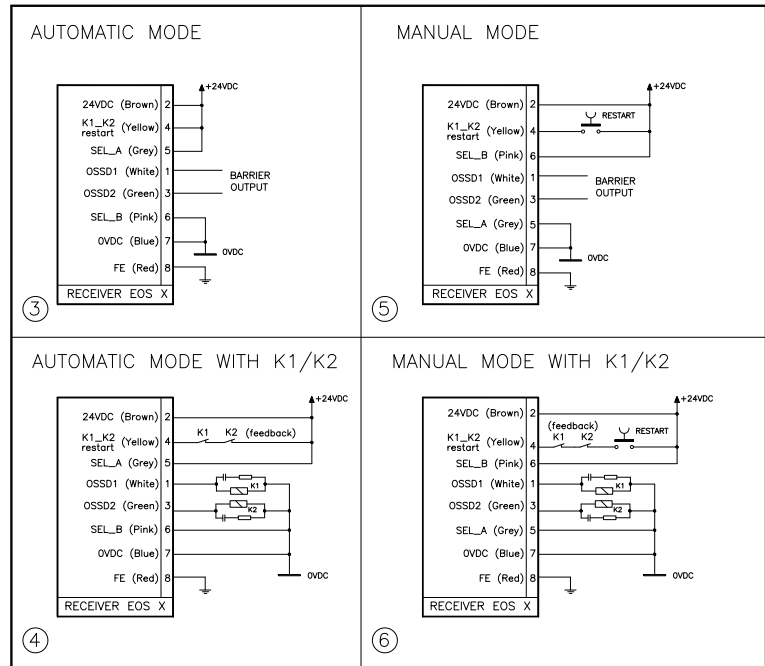 AUTOMATIC MODE
+24VDC
24VDC (Brown) 2
K1_K2 restart (Yellow) 4
SEL_A (Grey) 5
OSSD1 (White) 1
BARRIER OUTPUT
OSSD2 (Green) 3
SEL_B (Pink) 6
0VDC (Blue) 7
0VDC
FE (Red) 8
RECEIVER EOS X
3
MANUAL MODE
+24VDC
24VDC (Brown) 2
RESTART
K1_K2 restart (Yellow) 4
SEL_B (Pink) 6
OSSD1 (White) 1
BARRIER OUTPUT
OSSD2 (Green) 3
SEL_A (Grey) 5
0VDC (Blue) 7
0VDC
FE (Red) 8
RECEIVER EOS X
5
AUTOMATIC MODE WITH K1/K2
+24VDC
24VDC (Brown) 2
K1_K2 restart (Yellow) 4
K1 K2 (feedback)
SEL_A (Grey) 5
OSSD1 (White) 1
K1
OSSD2 (Green) 3
K2
SEL_B (Pink) 6
0VDC (Blue) 7
0VDC
FE (Red) 8
RECEIVER EOS X
4
MANUAL MODE WITH K1/K2
+24VDC
24VDC (Brown) 2
(feedback)
K1 K2
RESTART
K1_K2 restart (Yellow) 4
SEL_B (Pink) 6
OSSD1 (White) 1
K1
OSSD2 (Green) 3
K2
SEL_A (Grey) 5
0VDC (Blue) 7
0VDC
FE (Red) 8
RECEIVER EOS X
6